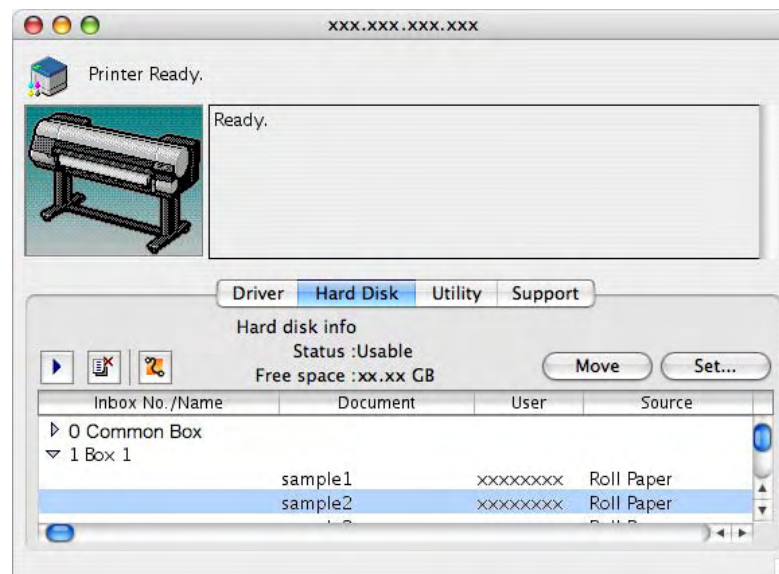 xxx.xxx.xxx.xxx
Printer Ready.
Ready.
Driver Hard Disk Utility Support
Hard disk info
Status :Usable
Free space :xx.xx GB
Move Set...
Inbox No./Name Document User Source
0 Common Box
1 Box 1
sample1 xxxxxxxx Roll Paper
sample2 xxxxxxxx Roll Paper